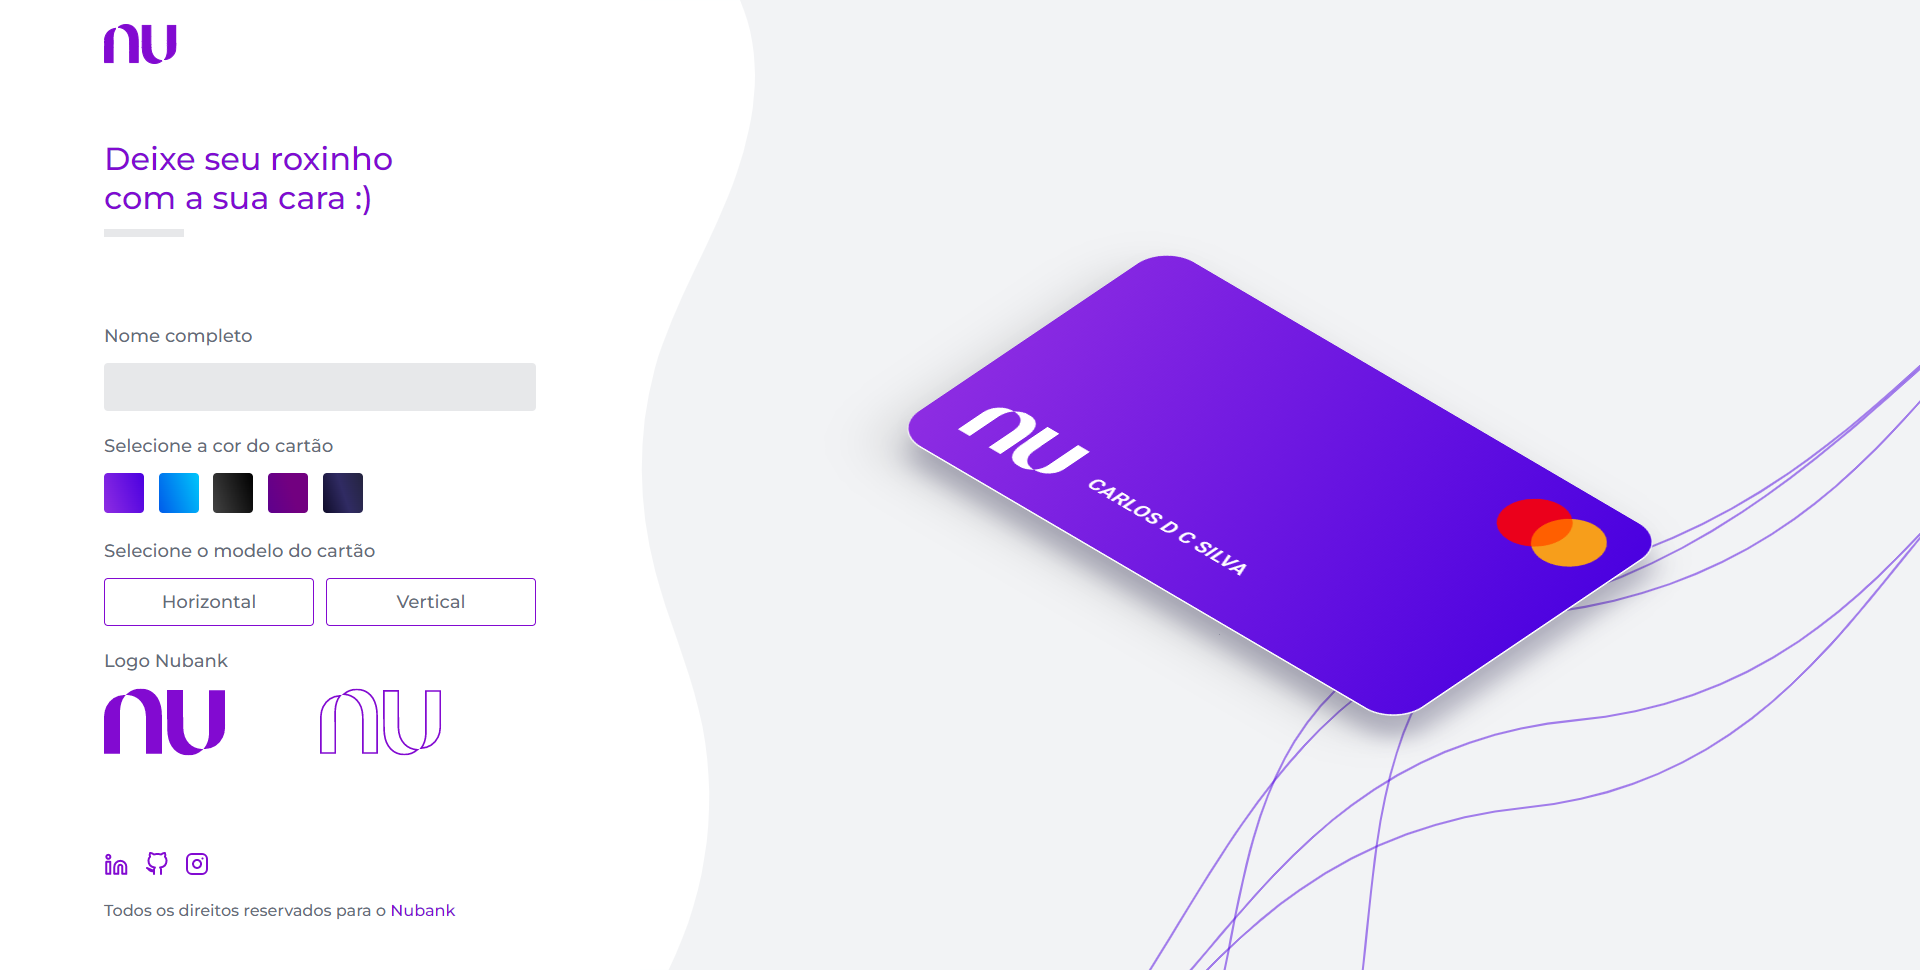 nu
Deixe seu roxinho
com a sua cara :)
Nome completo
Selecione a cor do cartão
Selecione o modelo do cartão
Horizontal
Vertical
Logo Nubank
nu
nu
in
Todos os direitos reservados para o Nubank
nu
CARLOS D C SILVA